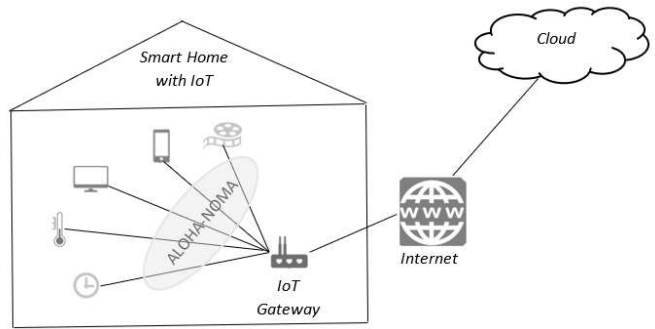 Smart Home
with IoT
Cloud
ALOHA-NOMA
WWW
Internet
IoT
Gateway